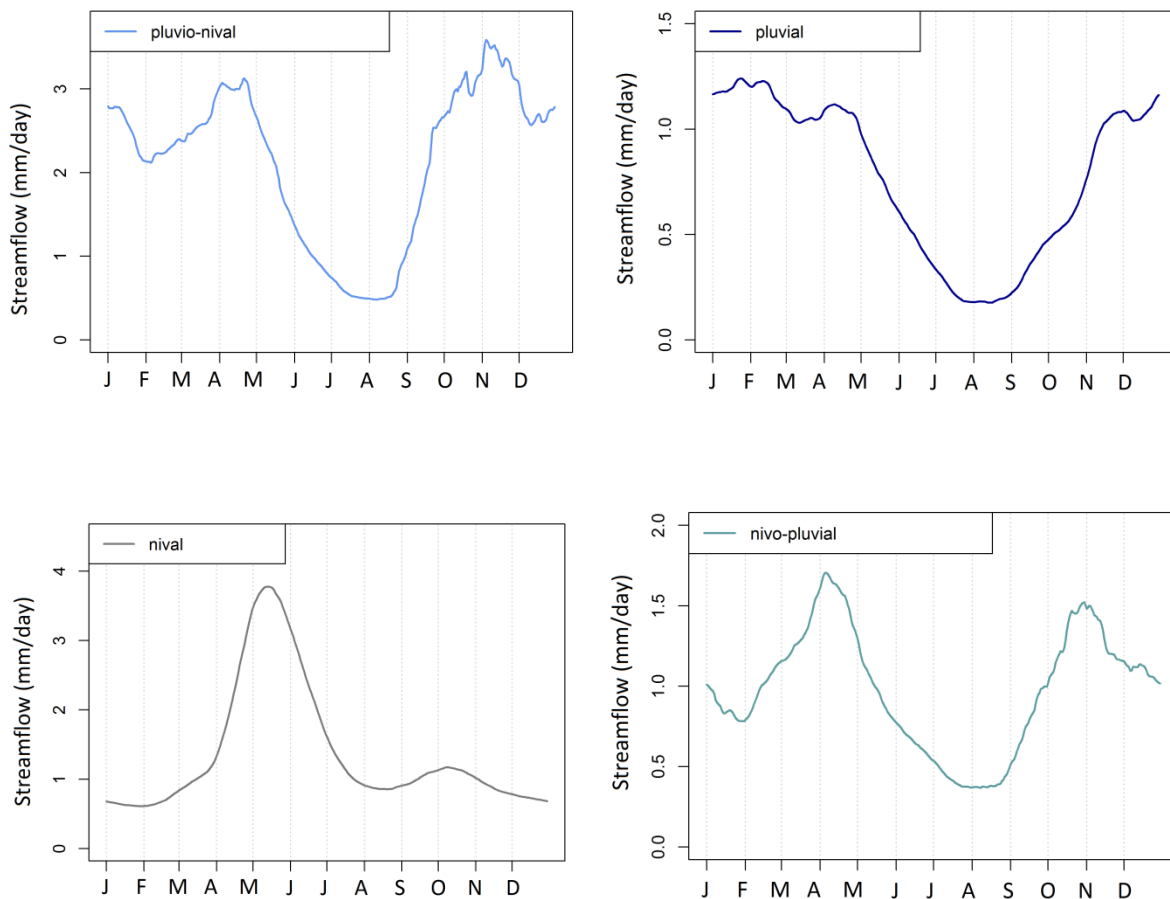 pluvio-nival
Streamflow (mm/day)
3
2
1
0
J F M A M J J A S O N D
pluvial
Streamflow (mm/day)
1.5
1.0
0.5
0.0
J F M A M J J A S O N D
nival
Streamflow (mm/day)
4
3
2
1
0
J F M A M J J A S O N D
nivo-pluvial
Streamflow (mm/day)
2.0
1.5
1.0
0.5
0.0
J F M A M J J A S O N D